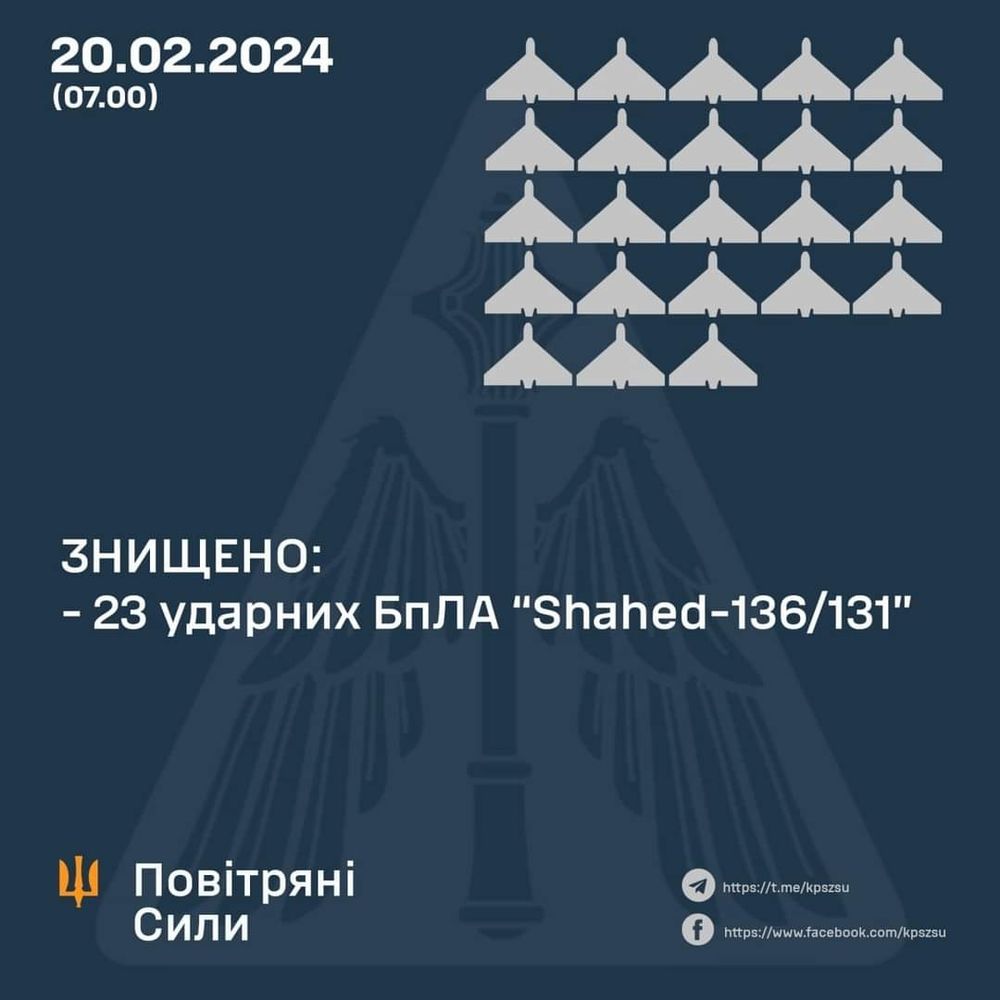 20.02.2024
(07.00)
ЗНИЩЕНО:
- 23 ударних БпЛА “Shahed-136/131”
Повітряні
Сили
https://t.me/kpszsu
https://www.facebook.com/kpszsu